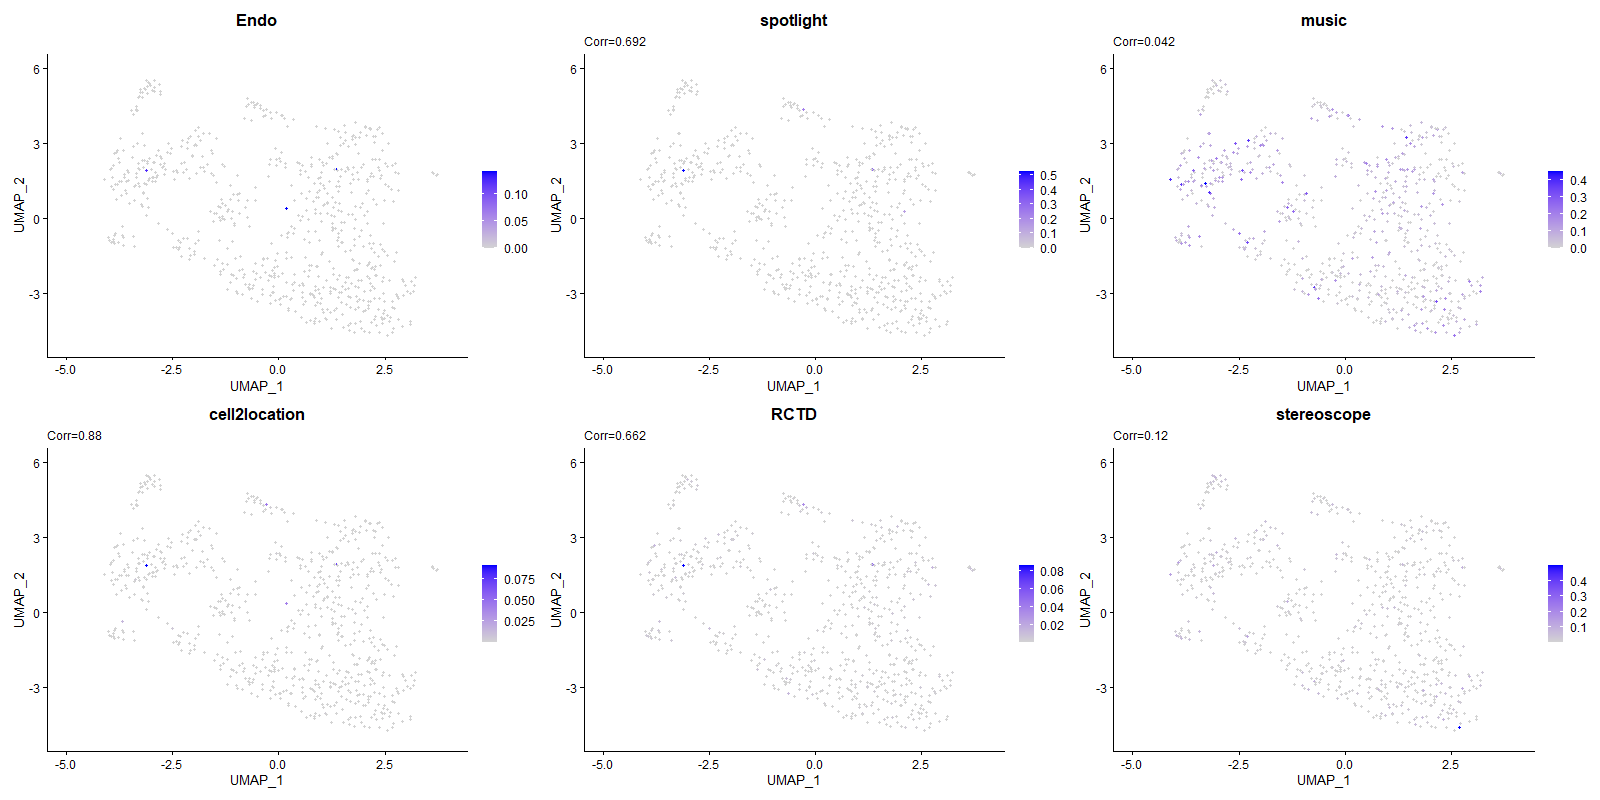 Endo
6
3
0
-3
-5.0 -2.5 0.0 2.5
UMAP_1
UMAP_2
0.10
0.05
0.00
spotlight
Corr=0.692
6
3
0
-3
-5.0 -2.5 0.0 2.5
UMAP_1
UMAP_2
0.5
0.4
0.3
0.2
0.1
0.0
music
Corr=0.042
6
3
0
-3
-5.0 -2.5 0.0 2.5
UMAP_1
UMAP_2
0.4
0.3
0.2
0.1
0.0
cell2location
Corr=0.88
6
3
0
-3
-5.0 -2.5 0.0 2.5
UMAP_1
UMAP_2
0.075
0.050
0.025
RCTD
Corr=0.662
6
3
0
-3
-5.0 -2.5 0.0 2.5
UMAP_1
UMAP_2
0.08
0.06
0.04
0.02
stereoscope
Corr=0.12
6
3
0
-3
-5.0 -2.5 0.0 2.5
UMAP_1
UMAP_2
0.4
0.3
0.2
0.1